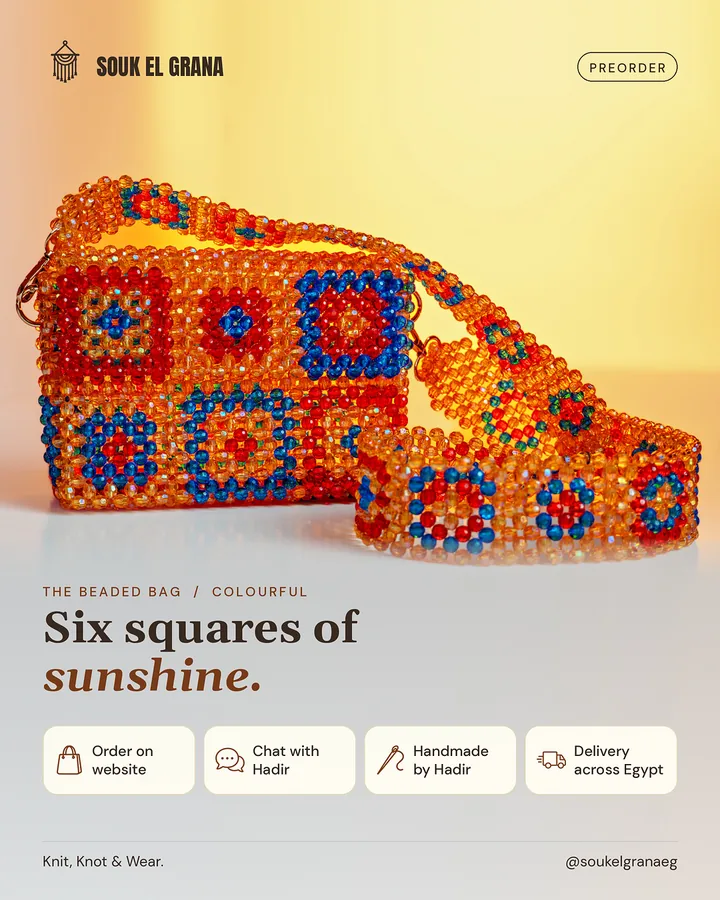 SOUK EL GRANA
PREORDER
THE BEADED BAG / COLOURFUL
Six squares of
sunshine.
Order on
website
Chat with
Hadir
Handmade
by Hadir
Delivery
across Egypt
Knit, Knot & Wear.
@soukelgranaeg